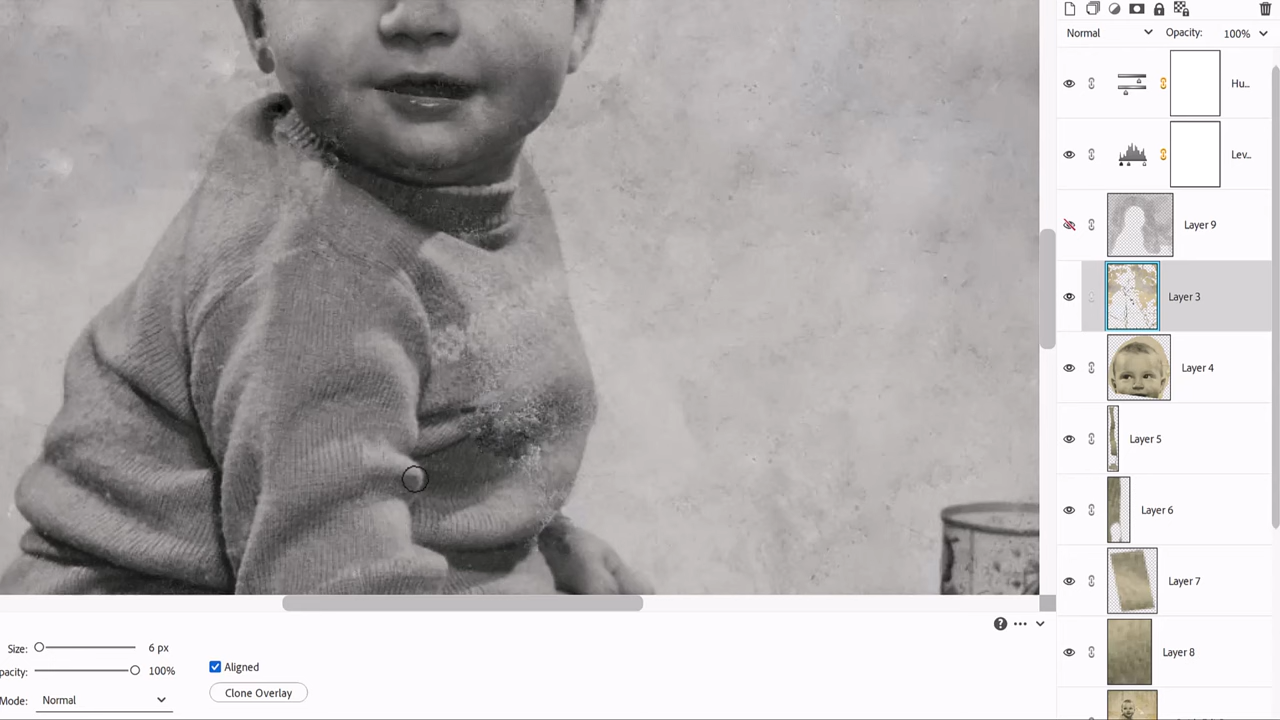 Normal
Opacity:
100%
Hu...
Lev...
Layer 9
Layer 3
Layer 4
Layer 5
Layer 6
Layer 7
Layer 8
Size:
6 px
pacity:
100%
Mode:
Normal
Aligned
Clone Overlay